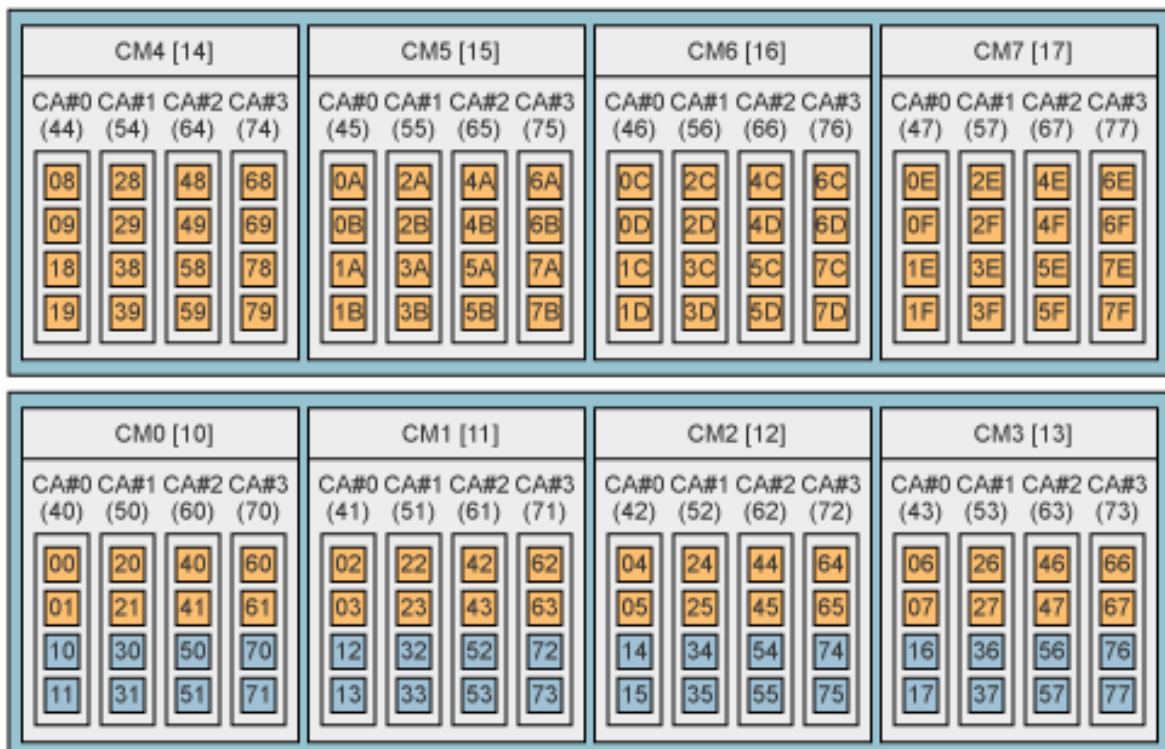 CM4 [14] CM5 [15] CM6 [16] CM7 [17]
CA#0 CA#1 CA#2 CA#3 CA#0 CA#1 CA#2 CA#3 CA#0 CA#1 CA#2 CA#3 CA#0 CA#1 CA#2 CA#3
(44) (54) (64) (74) (45) (55) (65) (75) (46) (56) (66) (76) (47) (57) (67) (77)
08 28 48 68 0A 2A 4A 6A 0C 2C 4C 6C 0E 2E 4E 6E
09 29 49 69 0B 2B 4B 6B 0D 2D 4D 6D 0F 2F 4F 6F
18 38 58 78 1A 3A 5A 7A 1C 3C 5C 7C 1E 3E 5E 7E
19 39 59 79 1B 3B 5B 7B 1D 3D 5D 7D 1F 3F 5F 7F
CM0 [10] CM1 [11] CM2 [12] CM3 [13]
CA#0 CA#1 CA#2 CA#3 CA#0 CA#1 CA#2 CA#3 CA#0 CA#1 CA#2 CA#3 CA#0 CA#1 CA#2 CA#3
(40) (50) (60) (70) (41) (51) (61) (71) (42) (52) (62) (72) (43) (53) (63) (73)
00 20 40 60 02 22 42 62 04 24 44 64 06 26 46 66
01 21 41 61 03 23 43 63 05 25 45 65 07 27 47 67
10 30 50 70 12 32 52 72 14 34 54 74 16 36 56 76
11 31 51 71 13 33 53 73 15 35 55 75 17 37 57 77